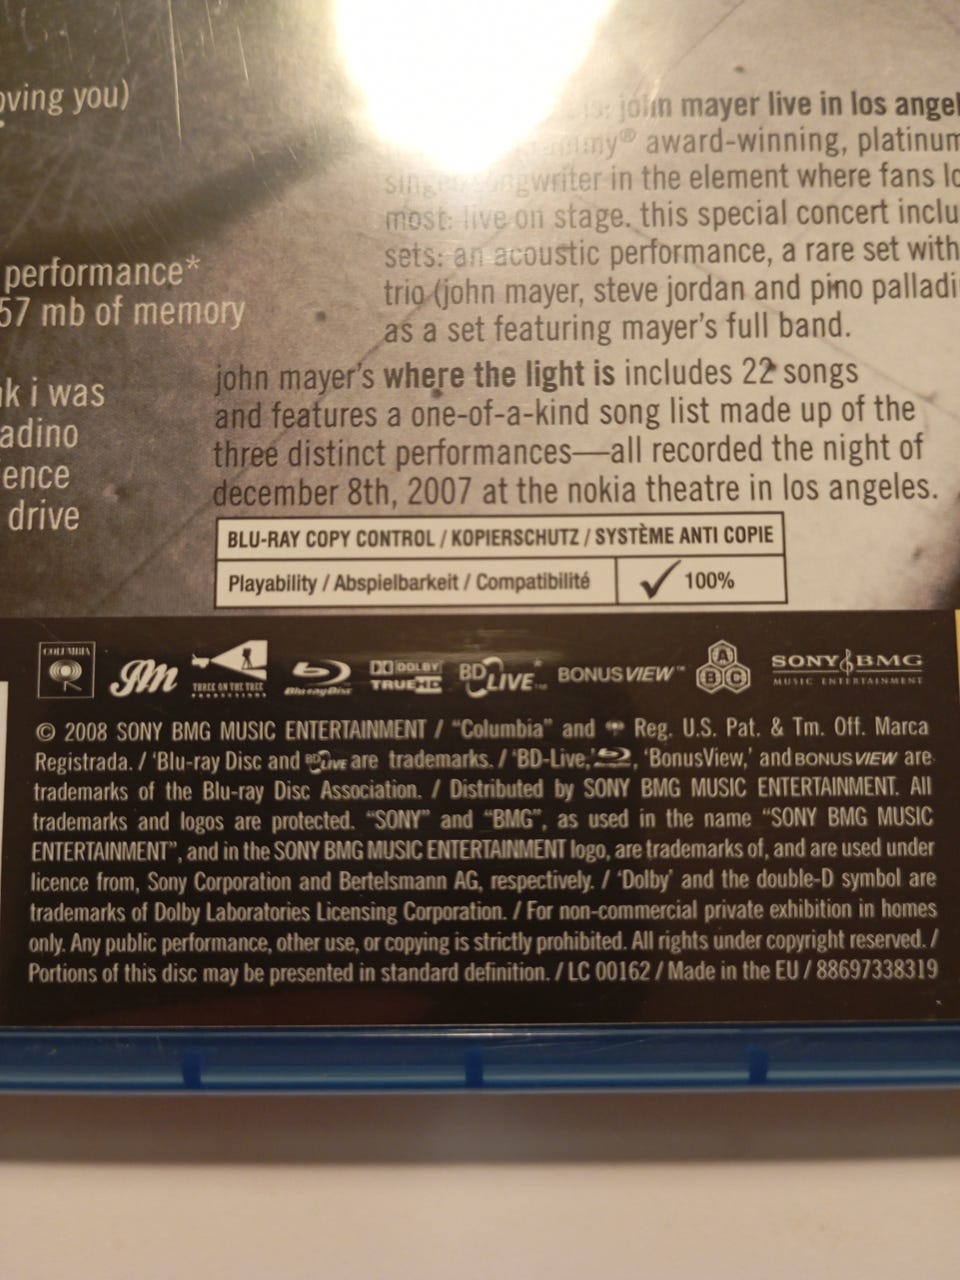 oving you)
performance*
57 mb of memory
k i was
adino
ence
drive
john mayer live in los angel
award-winning, platinum
singer songwriter in the element where fans lo
most: live on stage. this special concert inclu
sets: an acoustic performance, a rare set with
trio (john mayer, steve jordan and pino palladi
as a set featuring mayer's full band.
john mayer's where the light is includes 22 songs
and features a one-of-a-kind song list made up of the
three distinct performances—all recorded the night of
december 8th, 2007 at the nokia theatre in los angeles.
BLU-RAY COPY CONTROL / KOPIERSCHUTZ / SYSTÈME ANTI COPIE
Playability / Abspielbarkeit / Compatibilité ✓ 100%
COLUMBIA JM THREE ON THE TREE PRODUCTIONS Blu-ray Disc DOLBY TRUEHD BD LIVE™ BONUSVIEW™ A B C SONY BMG MUSIC ENTERTAINMENT
© 2008 SONY BMG MUSIC ENTERTAINMENT / “Columbia” and Reg. U.S. Pat. & Tm. Off. Marca
Registrada. / ‘Blu-ray Disc and BD LIVE are trademarks. / ‘BD-Live,’ , ‘BonusView,’ and BONUSVIEW are
trademarks of the Blu-ray Disc Association. / Distributed by SONY BMG MUSIC ENTERTAINMENT. All
trademarks and logos are protected. “SONY” and “BMG”, as used in the name “SONY BMG MUSIC
ENTERTAINMENT”, and in the SONY BMG MUSIC ENTERTAINMENT logo, are trademarks of, and are used under
licence from, Sony Corporation and Bertelsmann AG, respectively. / ‘Dolby’ and the double-D symbol are
trademarks of Dolby Laboratories Licensing Corporation. / For non-commercial private exhibition in homes
only. Any public performance, other use, or copying is strictly prohibited. All rights under copyright reserved. /
Portions of this disc may be presented in standard definition. / LC 00162 / Made in the EU / 88697338319